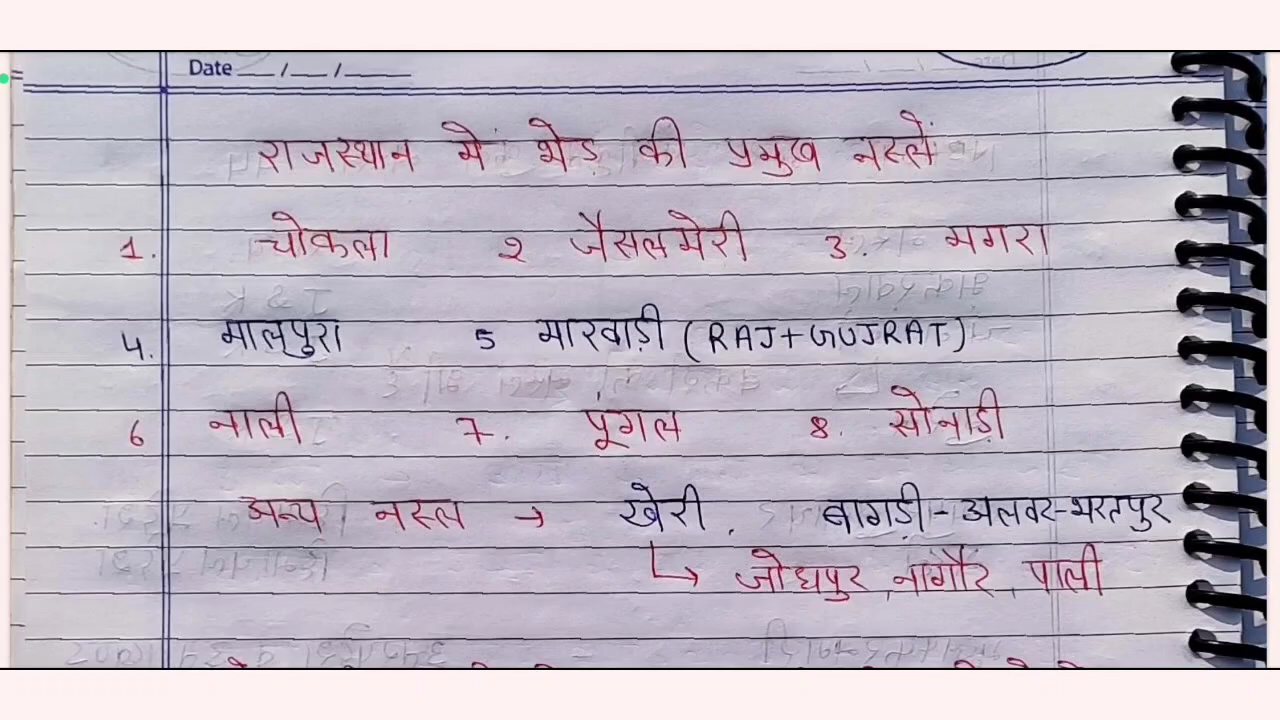 Date __/__/____
राजस्थान में भेड़ की प्रमुख नस्लें
1. चोकला 2 जैसलमेरी 3. मगरा
4. मालपुरा 5 मारवाड़ी (RAJ+GUJRAT)
6 नाली 7. पूंगल 8. सोनाड़ी
अन्य नस्ल → खेरी, बागड़ी-अलवर-भरतपुर
↳ जोधपुर, नागौर, पाली